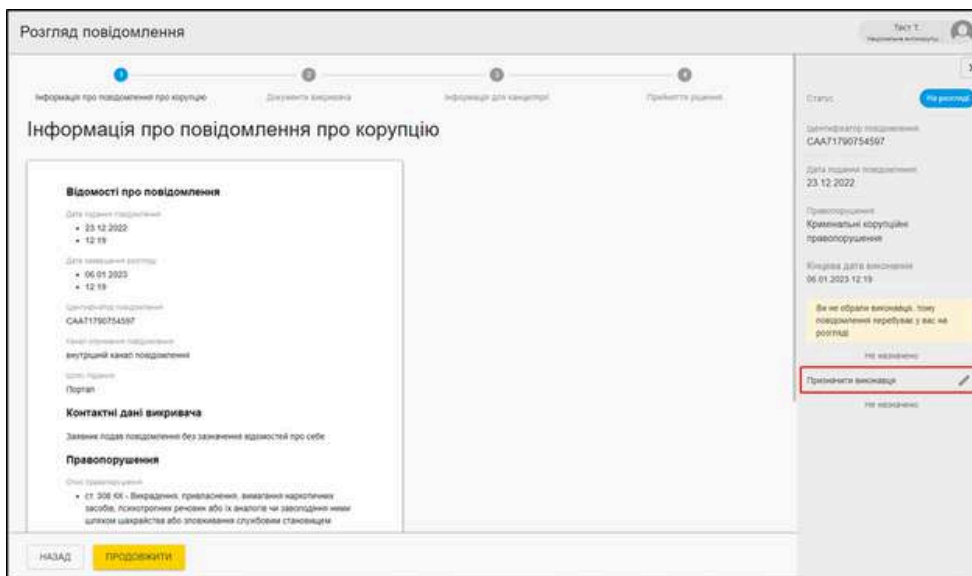 Розгляд повідомлення
Тест Т.
1
2
3
4
Інформація про повідомлення про корупцію
Документи викривача
Інформація для канцелярії
Прийняття рішення
Інформація про повідомлення про корупцію
Відомості про повідомлення
Дата подання повідомлення
23.12.2022
12:19
Дата завершення розгляду
06.01.2023
12:19
Ідентифікатор повідомлення
CAA71790754597
Канал отримання повідомлення
внутрішній канал повідомлення
Шлях подання
Портал
Контактні дані викривача
Заявник подав повідомлення без зазначення відомостей про себе
Правопорушення
Опис правопорушення
ст. 308 КК - Викрадення, привласнення, вимагання наркотичних
засобів, психотропних речовин або їх аналогів чи заволодіння ними
шляхом шахрайства або зловживання службовим становищем
НАЗАД
ПРОДОВЖИТИ
Статус
На розгляді
Ідентифікатор повідомлення
CAA71790754597
Дата подання повідомлення
23.12.2022
Правопорушення
Кримінальні корупційні
правопорушення
Кінцева дата виконання
06.01.2023 12:19
Ви не обрали виконавця, тому
повідомлення перебуває у вас на
розгляді
Не назначено
Призначити виконавця
Не назначено